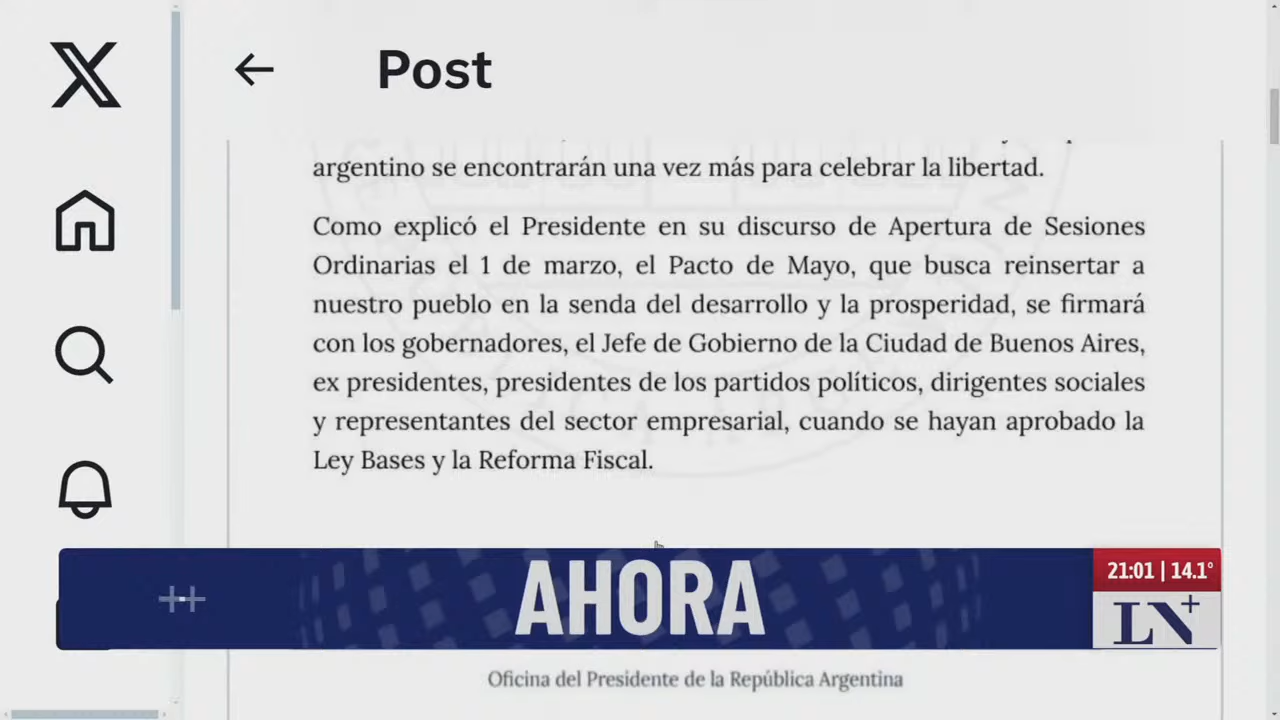 Post
argentino se encontrarán una vez más para celebrar la libertad.
Como explicó el Presidente en su discurso de Apertura de Sesiones
Ordinarias el 1 de marzo, el Pacto de Mayo, que busca reinsertar a
nuestro pueblo en la senda del desarrollo y la prosperidad, se firmará
con los gobernadores, el Jefe de Gobierno de la Ciudad de Buenos Aires,
ex presidentes, presidentes de los partidos políticos, dirigentes sociales
y representantes del sector empresarial, cuando se hayan aprobado la
Ley Bases y la Reforma Fiscal.
AHORA
21:01 | 14.1°
LN+
Oficina del Presidente de la República Argentina